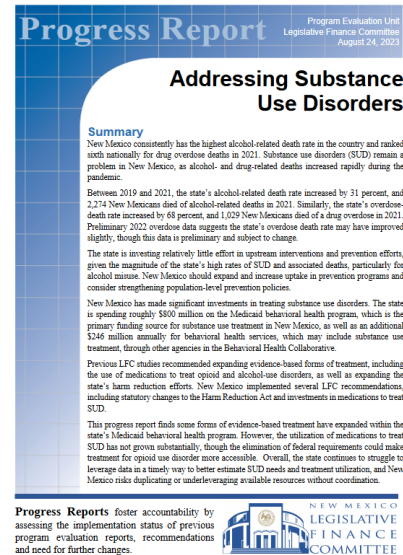 Progress Report
Program Evaluation Unit
Legislative Finance Committee
August 24, 2023
Addressing Substance
Use Disorders
Summary
New Mexico consistently has the highest alcohol-related death rate in the country and ranked
sixth nationally for drug overdose deaths in 2021. Substance use disorders (SUD) remain a
problem in New Mexico, as alcohol- and drug-related deaths increased rapidly during the
pandemic.
Between 2019 and 2021, the state's alcohol-related death rate increased by 31 percent, and
2,274 New Mexicans died of alcohol-related deaths in 2021. Similarly, the state's overdose-
death rate increased by 68 percent, and 1,029 New Mexicans died of a drug overdose in 2021.
Preliminary 2022 overdose data suggests the state's overdose death rate may have improved
slightly, though this data is preliminary and subject to change.
The state is investing relatively little effort in upstream interventions and prevention efforts,
given the magnitude of the state's high rates of SUD and associated deaths, particularly for
alcohol misuse. New Mexico should expand and increase uptake in prevention programs and
consider strengthening population-level prevention policies.
New Mexico has made significant investments in treating substance use disorders. The state
is spending roughly $800 million on the Medicaid behavioral health program, which is the
primary funding source for substance use treatment in New Mexico, as well as an additional
$246 million annually for behavioral health services, which may include substance use
treatment, through other agencies in the Behavioral Health Collaborative.
Previous LFC studies recommended expanding evidence-based forms of treatment, including
the use of medications to treat opioid and alcohol-use disorders, as well as expanding the
state's harm reduction efforts. New Mexico implemented several LFC recommendations,
including statutory changes to the Harm Reduction Act and investments in medications to treat
SUD.
This progress report finds some forms of evidence-based treatment have expanded within the
state's Medicaid behavioral health program. However, the utilization of medications to treat
SUD has not grown substantially, though the elimination of federal requirements could make
treatment for opioid use disorder more accessible. Overall, the state continues to struggle to
leverage data in a timely way to better estimate SUD needs and treatment utilization, and New
Mexico risks duplicating or underleveraging available resources without coordination.
Progress Reports foster accountability by
assessing the implementation status of previous
program evaluation reports, recommendations
and need for further changes.
NEW MEXICO
LEGISLATIVE
FINANCE
COMMITTEE